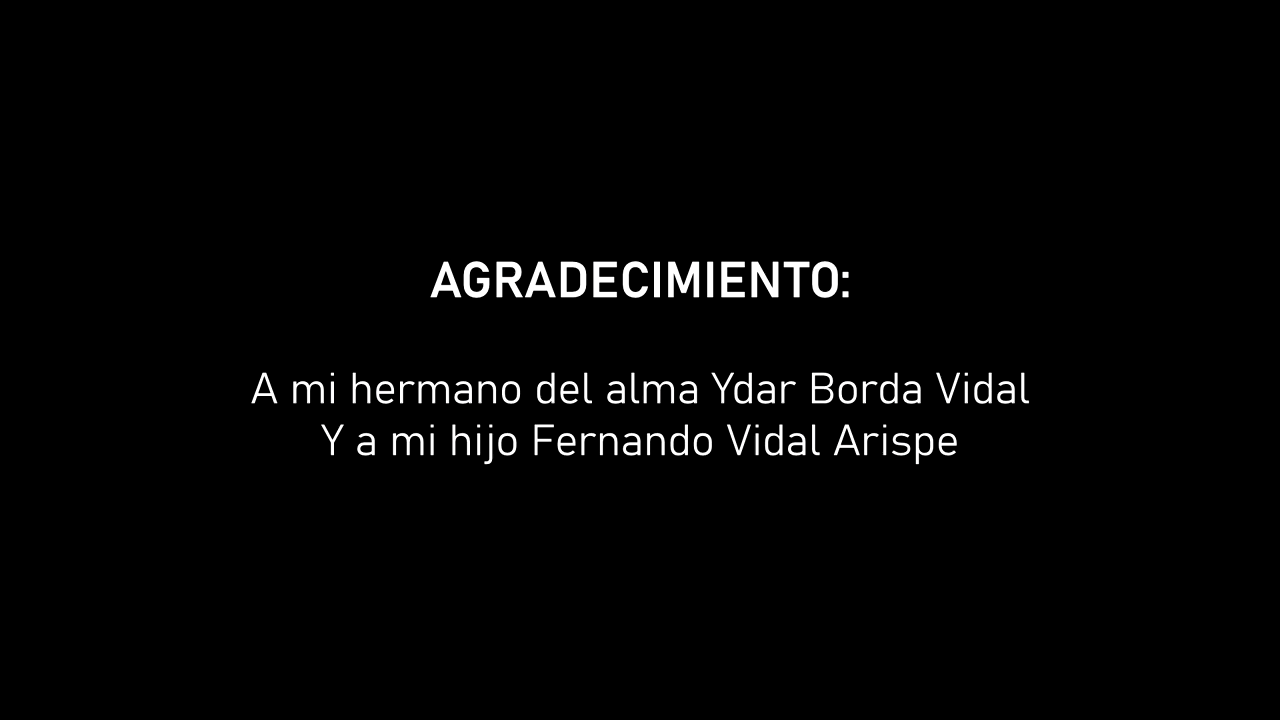 AGRADECIMIENTO:
A mi hermano del alma Ydar Borda Vidal
Y a mi hijo Fernando Vidal Arispe